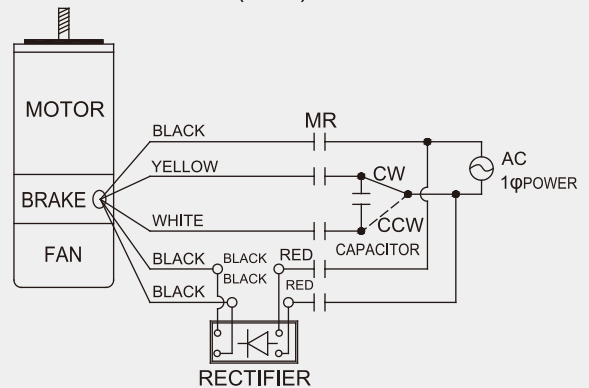 MOTOR
BRAKE
FAN
BLACK
MR
YELLOW
CW
AC
1φPOWER
WHITE
CCW
CAPACITOR
BLACK
BLACK
RED
BLACK
BLACK
RED
RECTIFIER